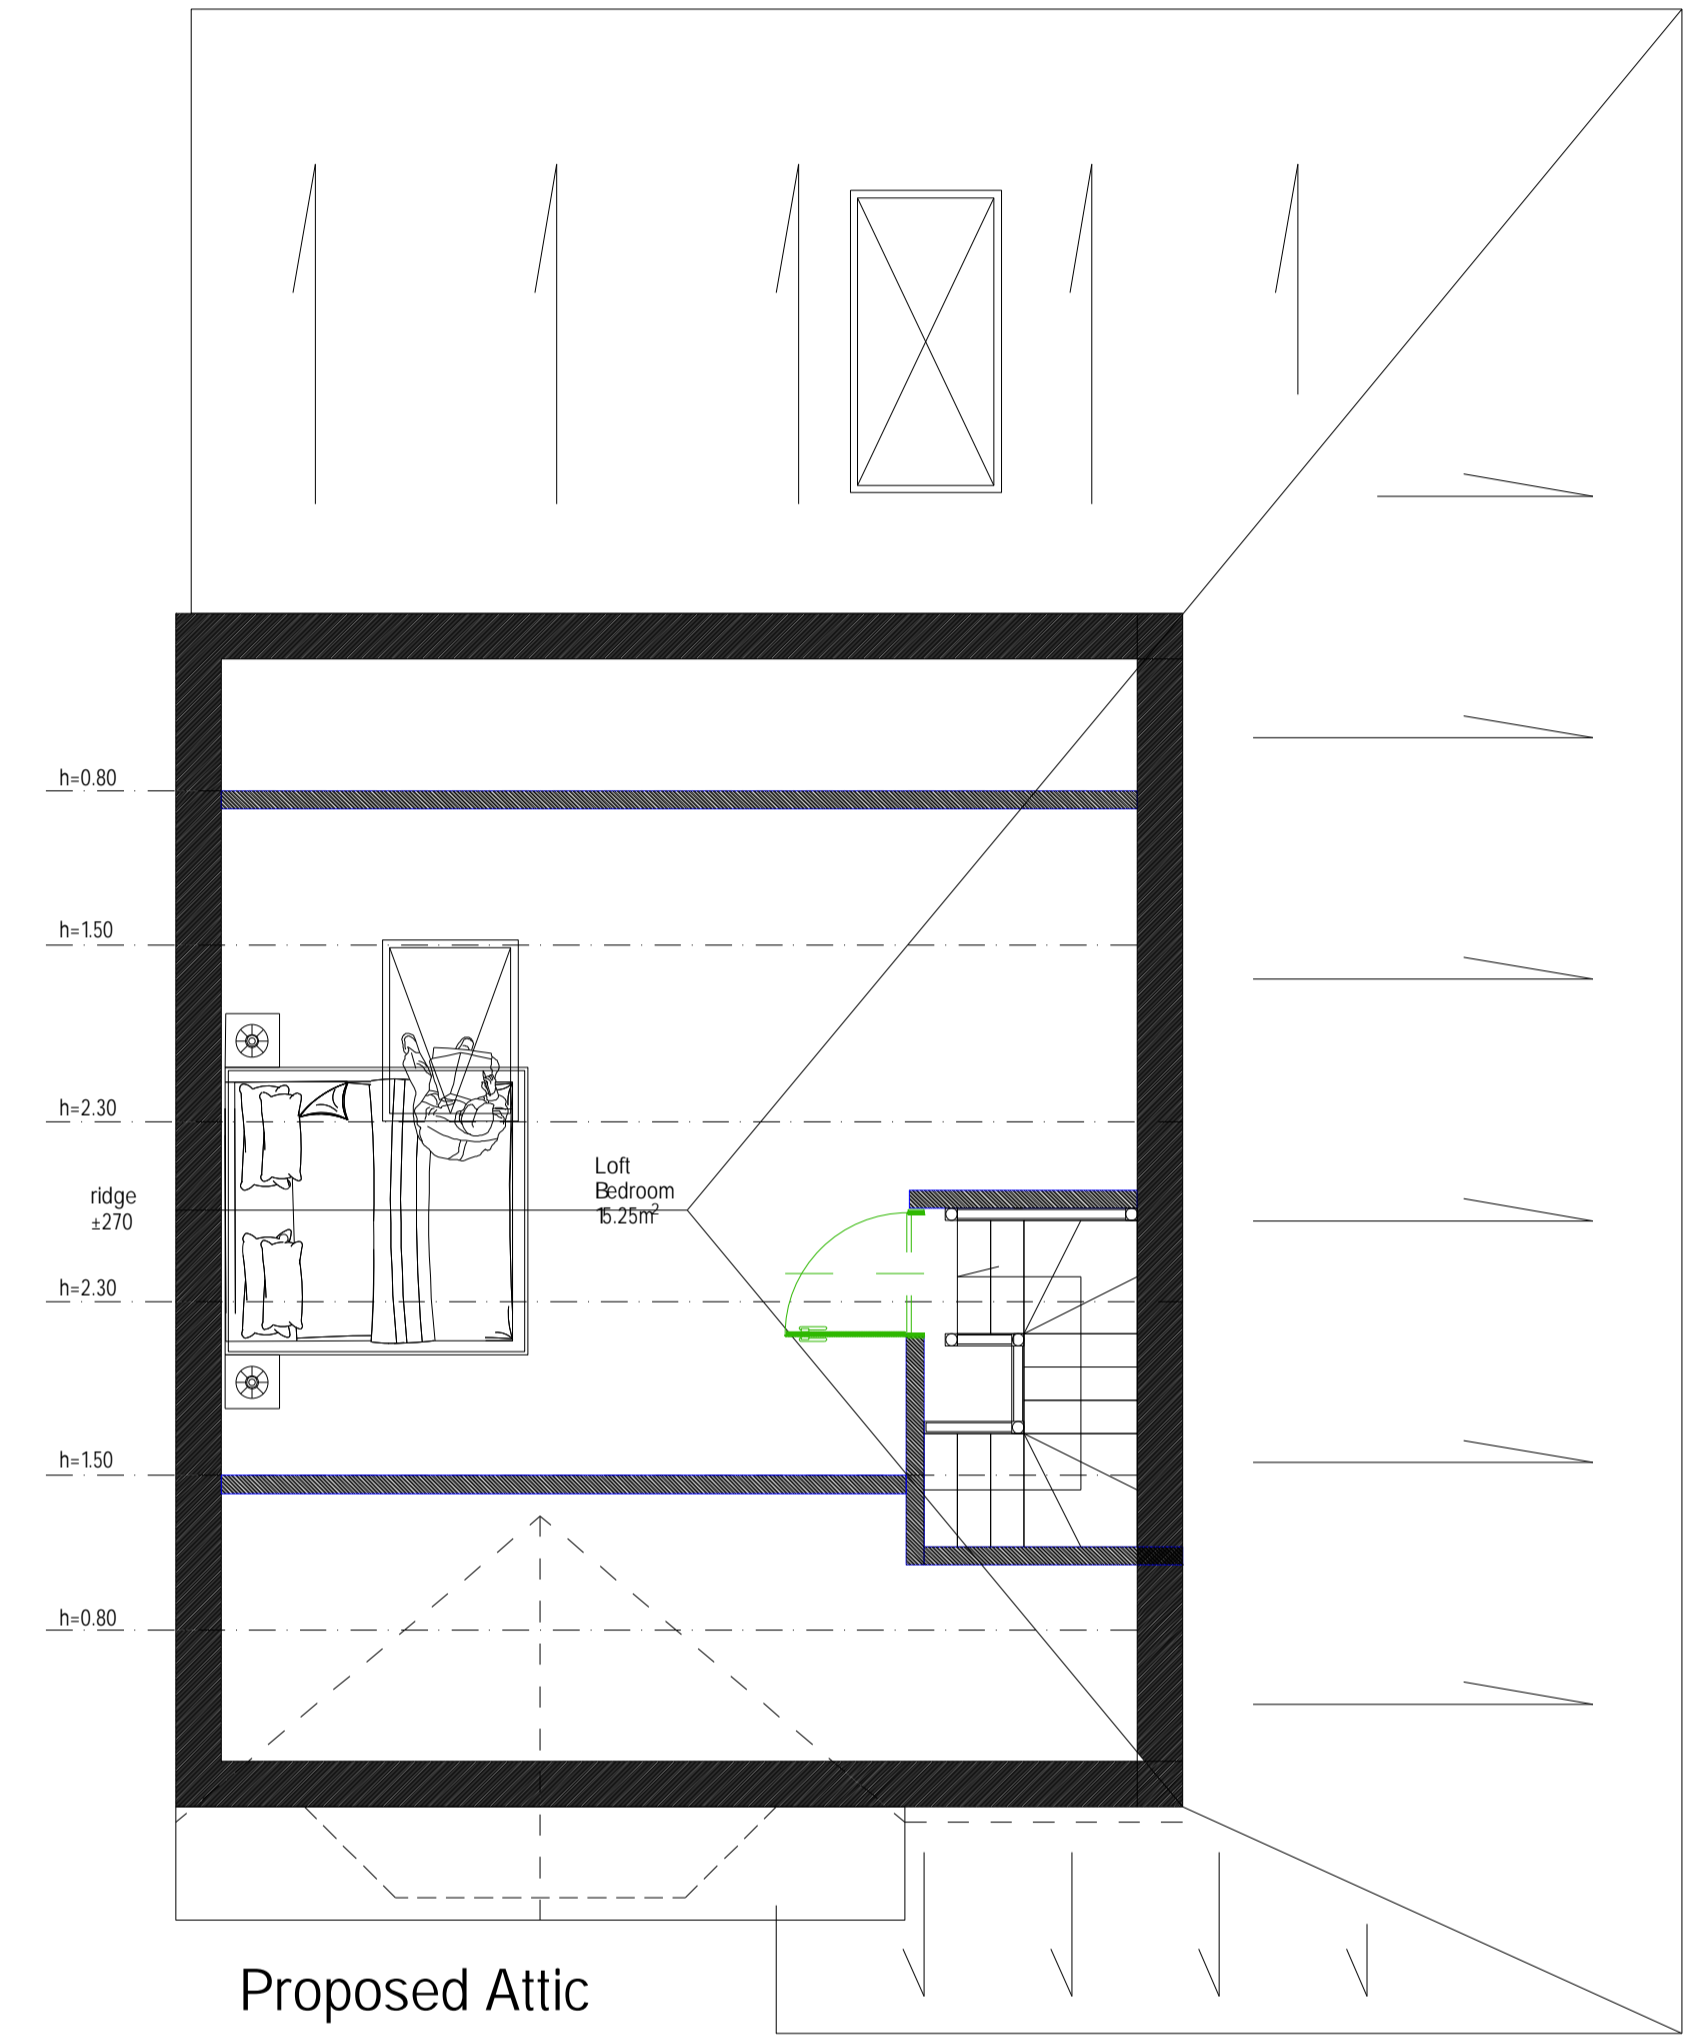 h=0.80
h=1.50
h=2.30
Loft
Bedroom
15.25m²
ridge
±270
h=2.30
h=1.50
h=0.80
Proposed Attic